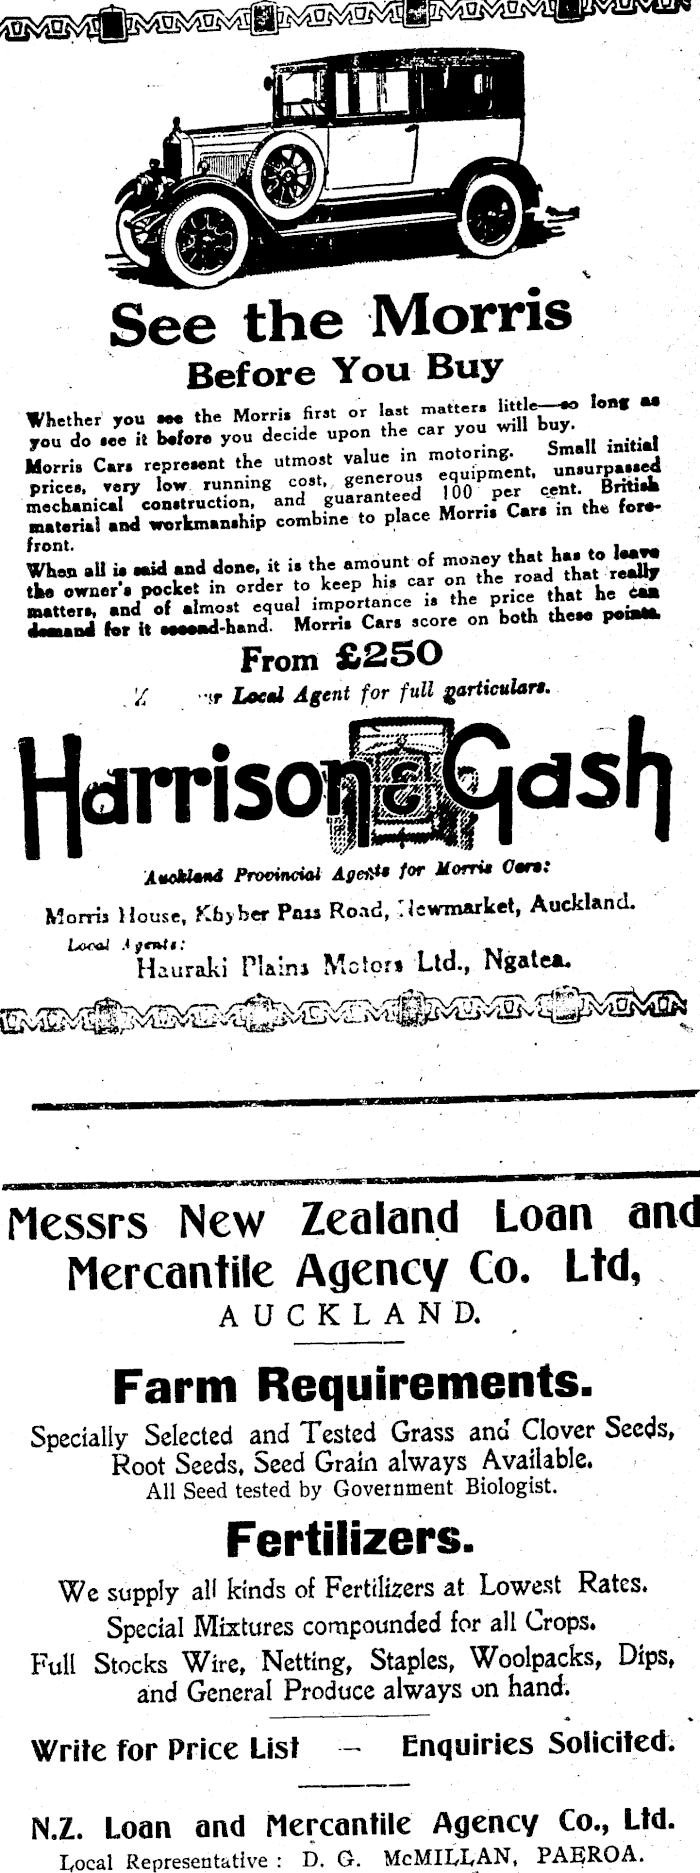 See the Morris
Before You Buy
Whether you see the Morris first or last matters little—so long as
you do see it before you decide upon the car you will buy.
Morris Cars represent the utmost value in motoring. Small initial
prices, very low running cost, generous equipment, unsurpassed
mechanical construction, and guaranteed 100 per cent. British
material and workmanship combine to place Morris Cars in the fore-
front.
When all is said and done, it is the amount of money that has to leave
the owner's pocket in order to keep his car on the road that really
matters, and of almost equal importance is the price that he can
demand for it second-hand. Morris Cars score on both these points.
From £250
Local Agent for full particulars.
Harrison & Gash
Auckland Provincial Agents for Morris Cars:
Morris House, Khyber Pass Road, Newmarket, Auckland.
Local Agents:
Hauraki Plains Motors Ltd., Ngatea.
Messrs New Zealand Loan and
Mercantile Agency Co. Ltd,
AUCKLAND.
Farm Requirements.
Specially Selected and Tested Grass and Clover Seeds,
Root Seeds, Seed Grain always Available.
All Seed tested by Government Biologist.
Fertilizers.
We supply all kinds of Fertilizers at Lowest Rates.
Special Mixtures compounded for all Crops.
Full Stocks Wire, Netting, Staples, Woolpacks, Dips,
and General Produce always on hand.
Write for Price List — Enquiries Solicited.
N.Z. Loan and Mercantile Agency Co., Ltd.
Local Representative : D. G. McMILLAN, PAEROA.